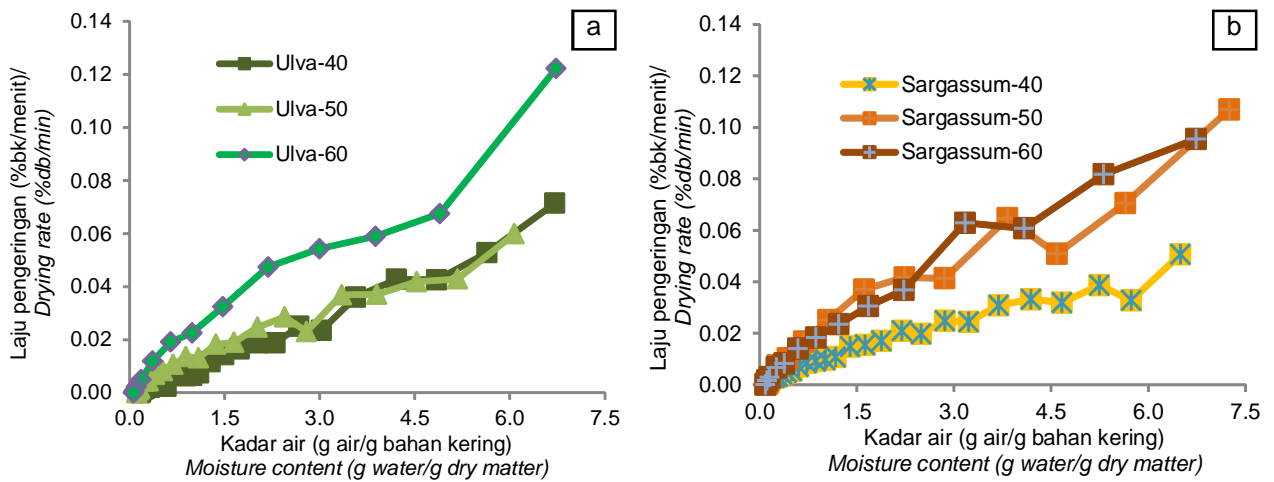 a
Laju pengeringan (%bk/menit)/
Drying rate (%db/min)
0.14
0.12
0.10
0.08
0.06
0.04
0.02
0.00
Ulva-40
Ulva-50
Ulva-60
0.0 1.5 3.0 4.5 6.0 7.5
Kadar air (g air/g bahan kering)
Moisture content (g water/g dry matter)
b
Laju pengeringan (%bk/menit)/
Drying rate (%db/min)
0.14
0.12
0.10
0.08
0.06
0.04
0.02
0.00
Sargassum-40
Sargassum-50
Sargassum-60
0.0 1.5 3.0 4.5 6.0 7.5
Kadar air (g air/g bahan kering)
Moisture content (g water/g dry matter)